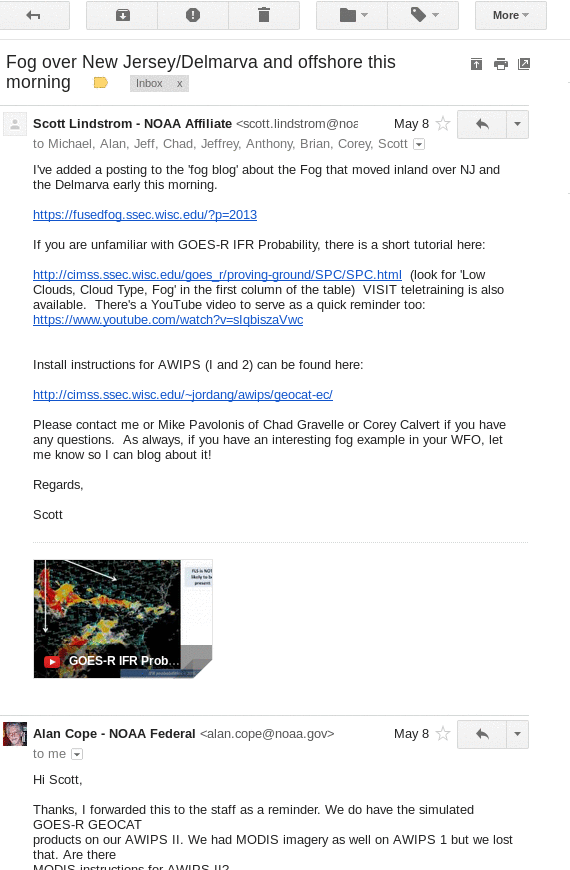 More
Fog over New Jersey/Delmarva and offshore this
morning
Inbox x
Scott Lindstrom - NOAA Affiliate <scott.lindstrom@noa
May 8
to Michael, Alan, Jeff, Chad, Jeffrey, Anthony, Brian, Corey, Scott
I've added a posting to the 'fog blog' about the Fog that moved inland over NJ and
the Delmarva early this morning.
https://fusedfog.ssec.wisc.edu/?p=2013
If you are unfamiliar with GOES-R IFR Probability, there is a short tutorial here:
http://cimss.ssec.wisc.edu/goes_r/proving-ground/SPC/SPC.html (look for 'Low
Clouds, Cloud Type, Fog' in the first column of the table) VISIT teletraining is also
available. There's a YouTube video to serve as a quick reminder too:
https://www.youtube.com/watch?v=sIqbiszaVwc
Install instructions for AWIPS (I and 2) can be found here:
http://cimss.ssec.wisc.edu/~jordang/awips/geocat-ec/
Please contact me or Mike Pavolonis of Chad Gravelle or Corey Calvert if you have
any questions. As always, if you have an interesting fog example in your WFO, let
me know so I can blog about it!
Regards,
Scott
FLS is NOT
likely to be
present
GOES-R IFR Prob...
Alan Cope - NOAA Federal <alan.cope@noaa.gov>
May 8
to me
Hi Scott,
Thanks, I forwarded this to the staff as a reminder. We do have the simulated
GOES-R GEOCAT
products on our AWIPS II. We had MODIS imagery as well on AWIPS 1 but we lost
that. Are there
MODIS instructions for AWIPS II?